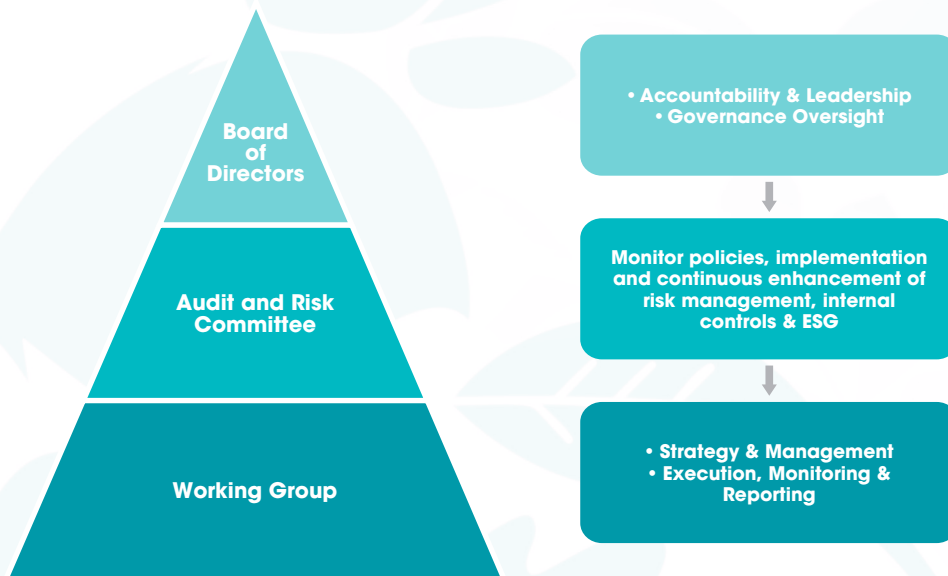 Board
of
Directors
• Accountability & Leadership
• Governance Oversight
Audit and Risk
Committee
Monitor policies, implementation
and continuous enhancement of
risk management, internal
controls & ESG
Working Group
• Strategy & Management
• Execution, Monitoring &
Reporting